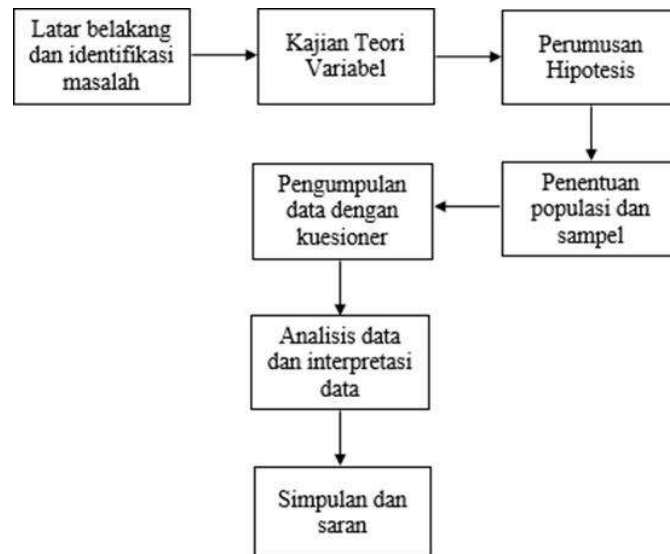 Latar belakang
dan identifikasi
masalah
Kajian Teori
Variabel
Perumusan
Hipotesis
Penentuan
populasi dan
sampel
Pengumpulan
data dengan
kuesioner
Analisis data
dan interpretasi
data
Simpulan dan
saran